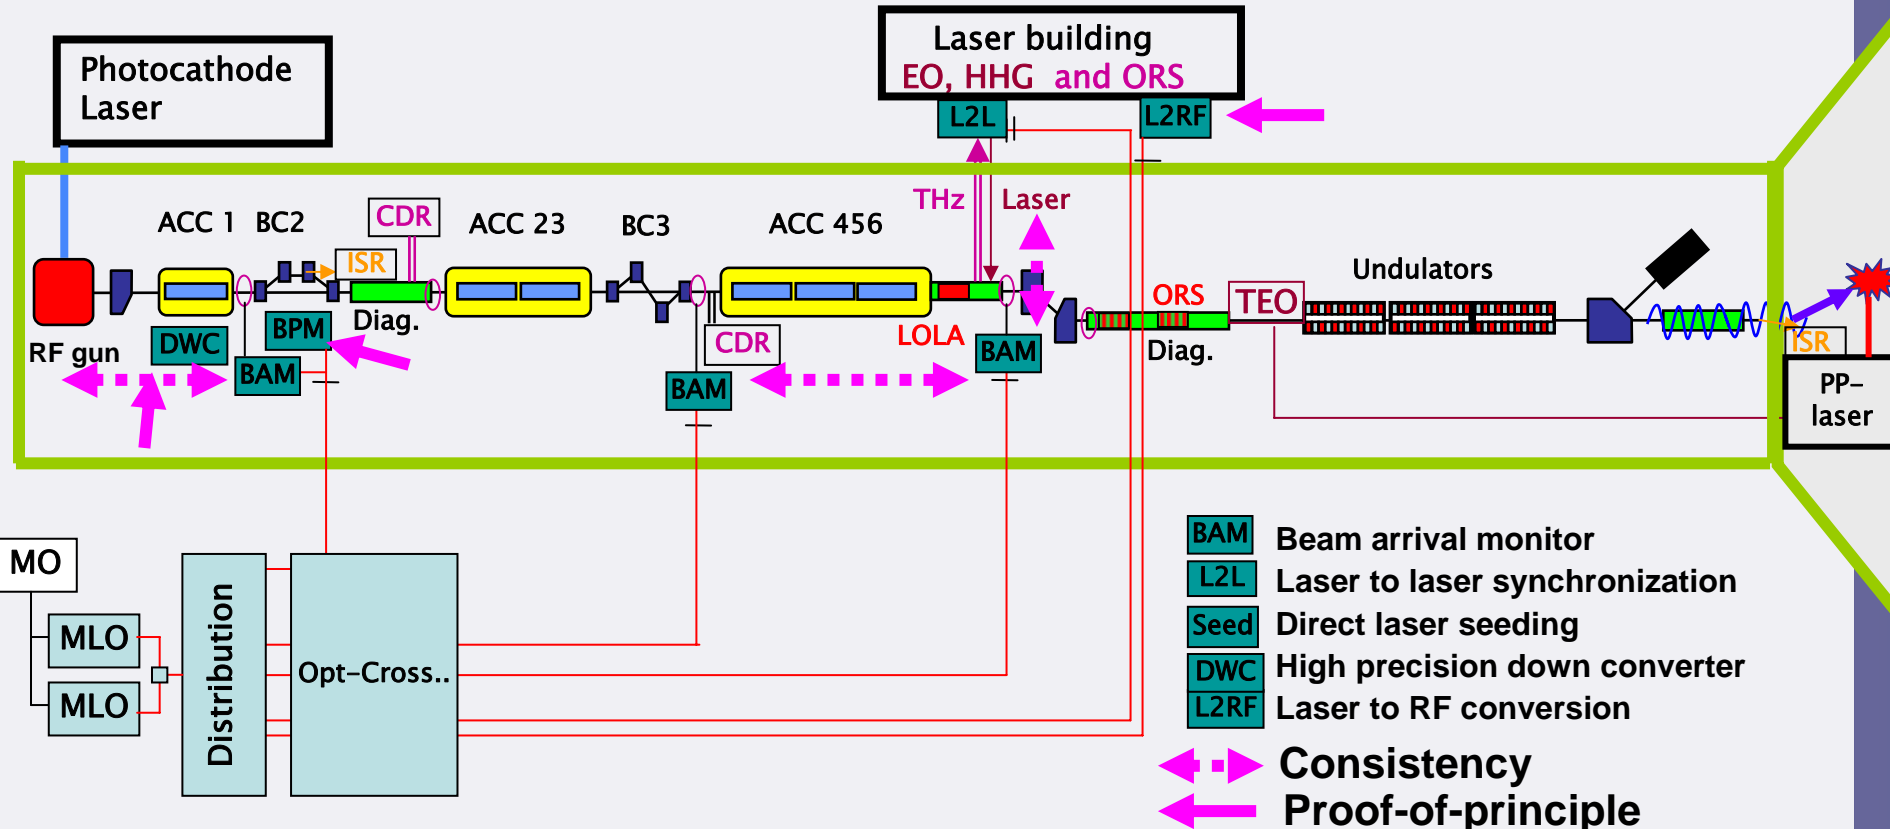 Photocathode
Laser
Laser building
EO, HHG and ORS
L2L
L2RF
THz
Laser
ACC 1
BC2
CDR
ACC 23
BC3
ACC 456
ISR
Undulators
RF gun
DWC
BPM
Diag.
BAM
CDR
BAM
LOLA
BAM
ORS
TEO
Diag.
ISR
PP-
laser
MO
MLO
MLO
Distribution
Opt-Cross..
BAM Beam arrival monitor
L2L Laser to laser synchronization
Seed Direct laser seeding
DWC High precision down converter
L2RF Laser to RF conversion
Consistency
Proof-of-principle